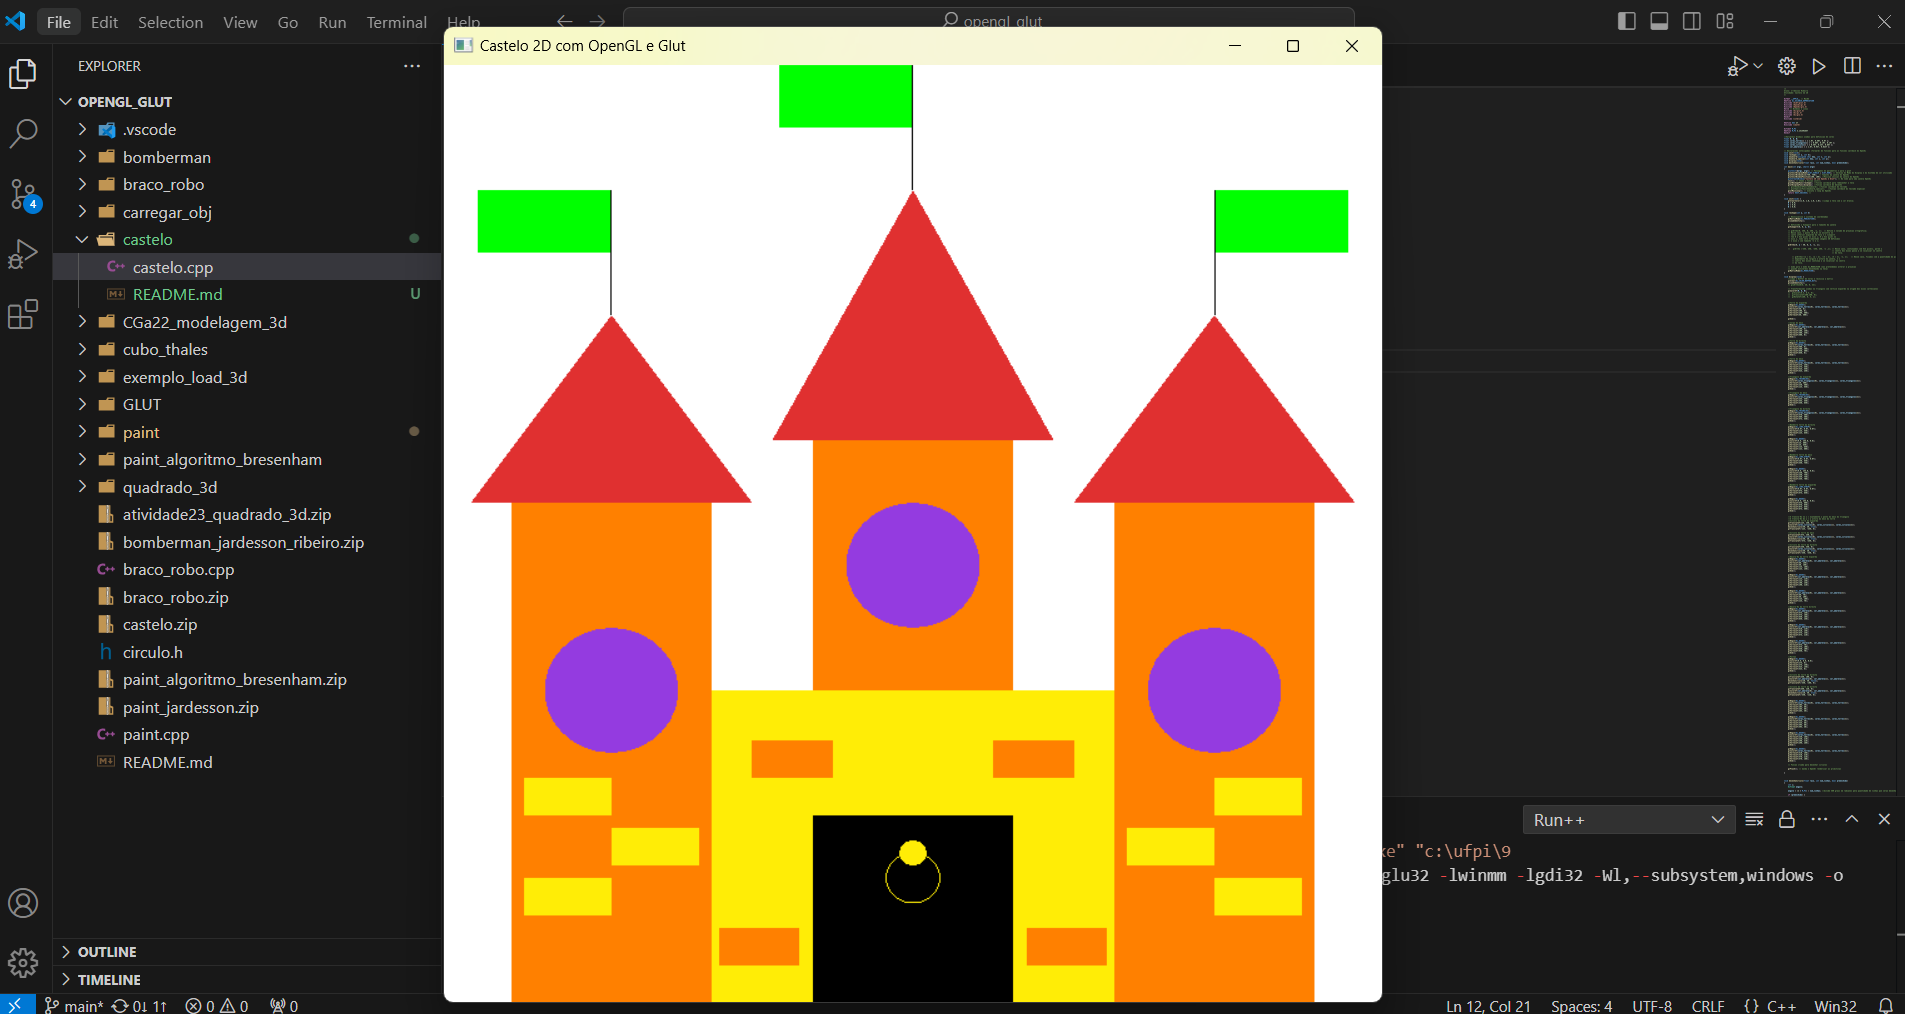 File Edit Selection View Go Run Terminal Help
opengl_glut
Castelo 2D com OpenGL e Glut
EXPLORER
OPENGL_GLUT
.vscode
bomberman
braco_robo
carregar_obj
castelo
castelo.cpp
README.md U
CGa22_modelagem_3d
cubo_thales
exemplo_load_3d
GLUT
paint
paint_algoritmo_bresenham
quadrado_3d
atividade23_quadrado_3d.zip
bomberman_jardesson_ribeiro.zip
braco_robo.cpp
braco_robo.zip
castelo.zip
circulo.h
paint_algoritmo_bresenham.zip
paint_jardesson.zip
paint.cpp
README.md
OUTLINE
TIMELINE
4
Run++
" "c:\ufpi\9
glu32 -lwinmm -lgdi32 -Wl,--subsystem,windows -o
main* 0↓ 1↑ 0 0 0
Ln 12, Col 21 Spaces: 4 UTF-8 CRLF {} C++ Win32